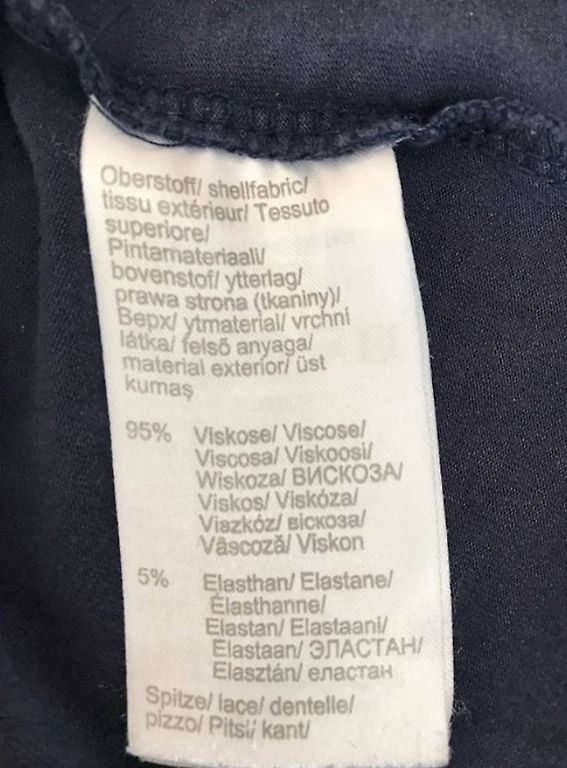 Oberstoff/ shellfabric/
tissu extérieur/ Tessuto
superiore/
Pintamateriaali/
bovenstof/ ytterlag/
prawa strona (tkaniny)/
Верх/ ytmaterial/ vrchní
látka/ felső anyaga/
material exterior/ üst
kumaş
95% Viskose/ Viscose/
Viscosa/ Viskoosi/
Wiskoza/ ВИСКОЗА/
Viskos/ Viskóza/
Viszkóz/ віскоза/
Vâscoză/ Viskon
5% Elasthan/ Elastane/
Élasthanne/
Elastan/ Elastaani/
Elastaan/ ЭЛАСТАН/
Elasztán/ еластан
Spitze/ lace/ dentelle/
pizzo/ Pitsi/ kant/